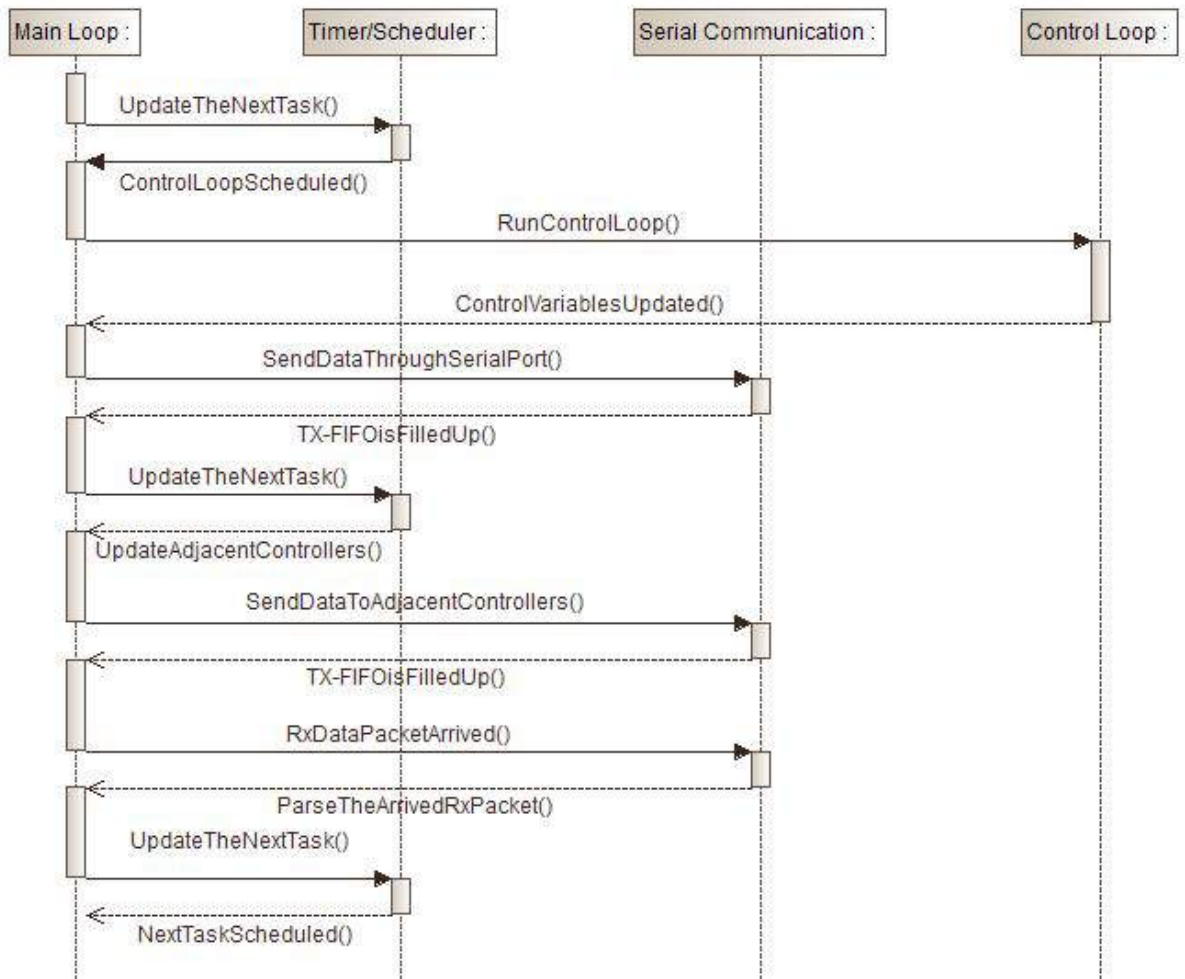 Main Loop :
Timer/Scheduler :
Serial Communication :
Control Loop :
UpdateTheNextTask()
ControlLoopScheduled()
RunControlLoop()
ControlVariablesUpdated()
SendDataThroughSerialPort()
TX-FIFOisFilledUp()
UpdateTheNextTask()
UpdateAdjacentControllers()
SendDataToAdjacentControllers()
TX-FIFOisFilledUp()
RxDataPacketArrived()
ParseTheArrivedRxPacket()
UpdateTheNextTask()
NextTaskScheduled()